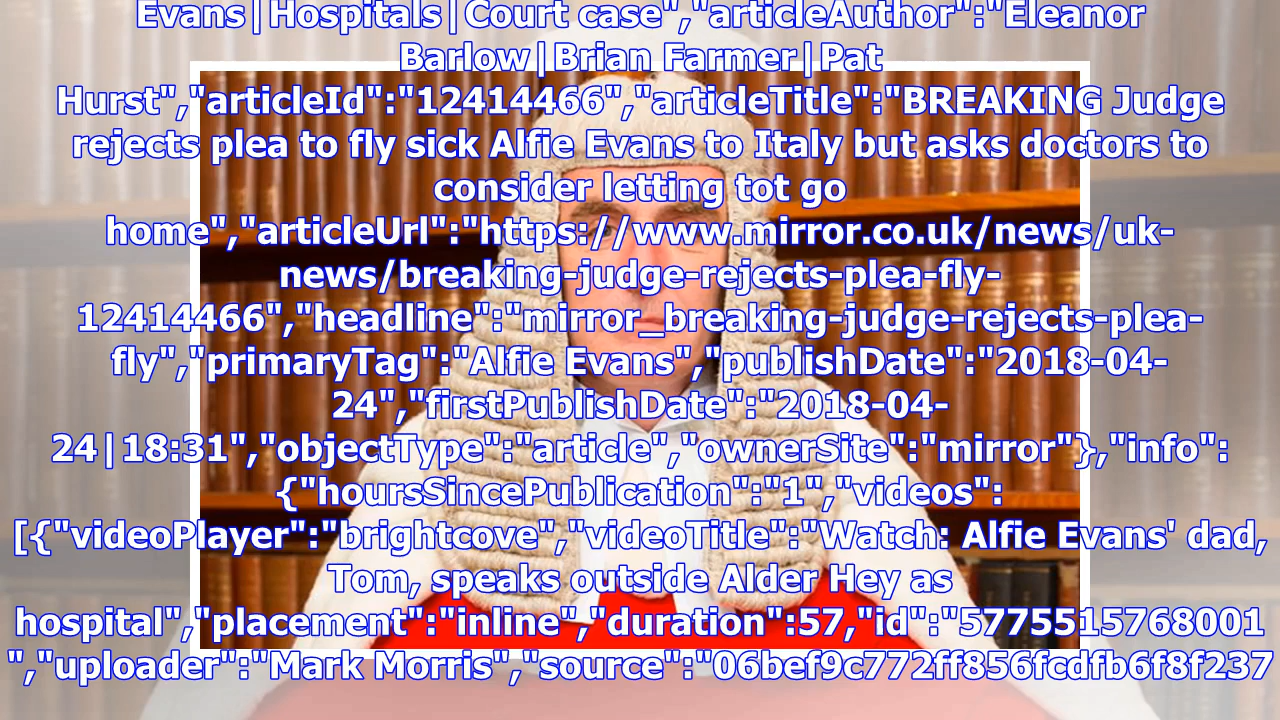 Evans|Hospitals|Court case","articleAuthor":"Eleanor
Barlow|Brian Farmer|Pat
Hurst","articleId":"12414466","articleTitle":"BREAKING Judge
rejects plea to fly sick Alfie Evans to Italy but asks doctors to
consider letting tot go
home","articleUrl":"https://www.mirror.co.uk/news/uk-
news/breaking-judge-rejects-plea-fly-
12414466","headline":"mirror_breaking-judge-rejects-plea-
fly","primaryTag":"Alfie Evans","publishDate":"2018-04-
24","firstPublishDate":"2018-04-
24|18:31","objectType":"article","ownerSite":"mirror"},"info":
{"hoursSincePublication":"1","videos":
[{"videoPlayer":"brightcove","videoTitle":"Watch: Alfie Evans' dad,
Tom, speaks outside Alder Hey as
hospital","placement":"inline","duration":57,"id":"5775515768001
","uploader":"Mark Morris","source":"06bef9c772ff856fcdfb6f8f237